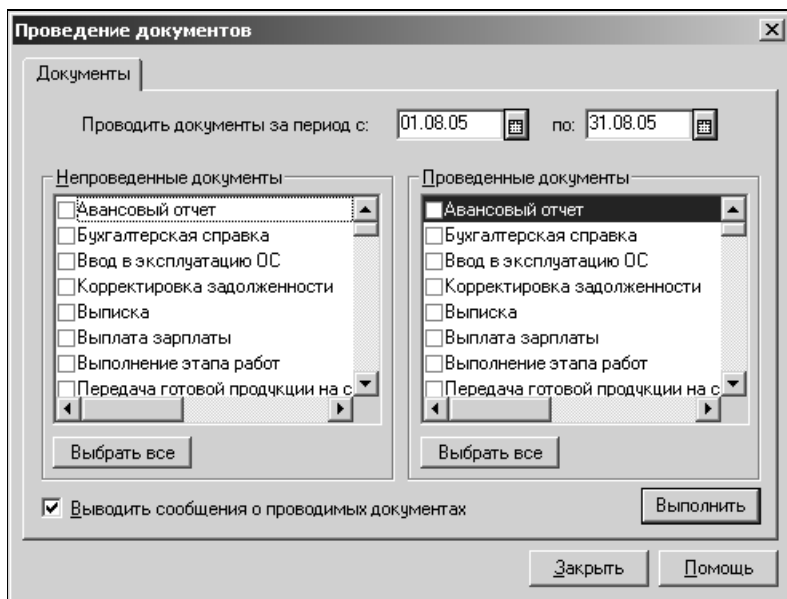 Проведение документов
Документы
Проводить документы за период с: 01.08.05 по: 31.08.05
Непроведенные документы
Авансовый отчет
Бухгалтерская справка
Ввод в эксплуатацию ОС
Корректировка задолженности
Выписка
Выплата зарплаты
Выполнение этапа работ
Передача готовой продукции на с
Выбрать все
Проведенные документы
Авансовый отчет
Бухгалтерская справка
Ввод в эксплуатацию ОС
Корректировка задолженности
Выписка
Выплата зарплаты
Выполнение этапа работ
Передача готовой продукции на с
Выбрать все
Выводить сообщения о проводимых документах
Выполнить
Закрыть Помощь